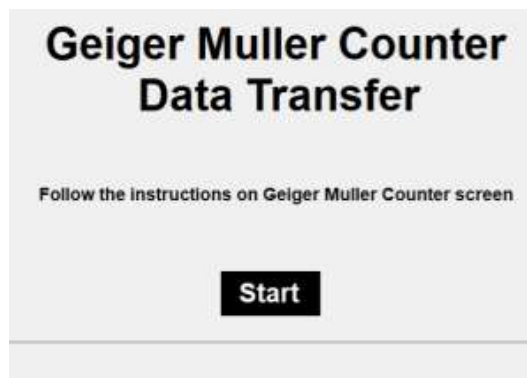 Geiger Muller Counter
Data Transfer
Follow the instructions on Geiger Muller Counter screen
Start